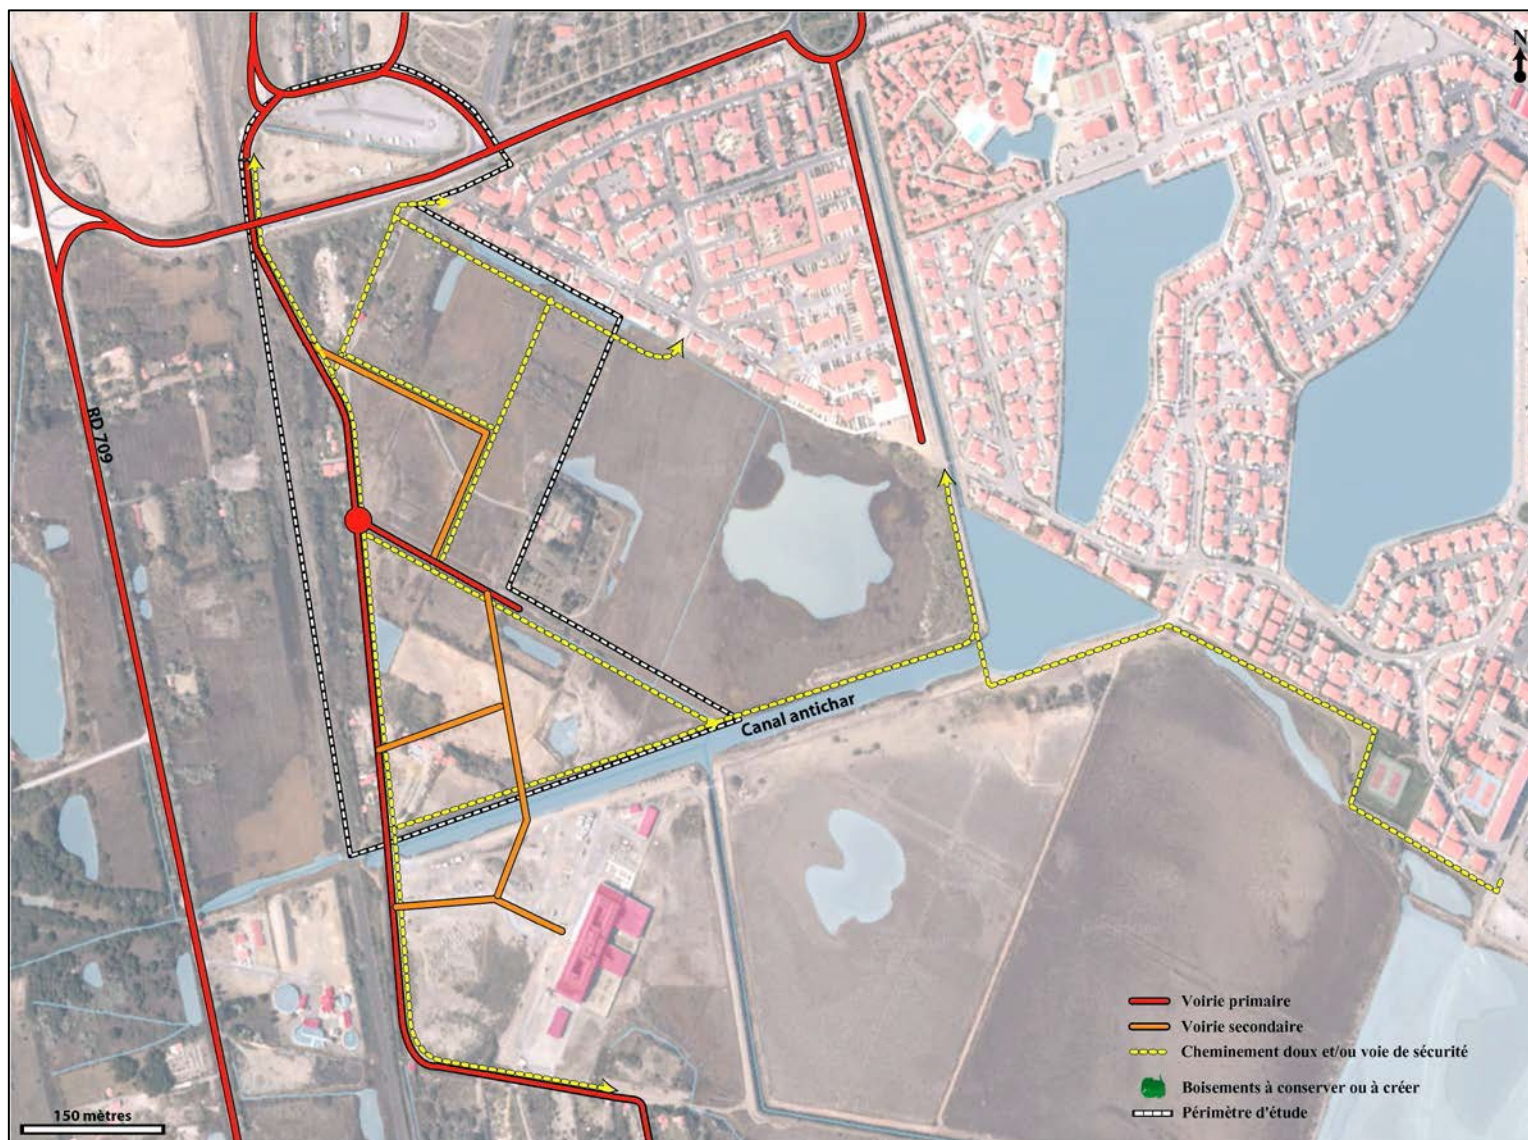 N
RD 709
Canal antichar
Voirie primaire
Voirie secondaire
Cheminement doux et/ou voie de sécurité
Boisements à conserver ou à créer
Périmètre d'étude
150 mètres